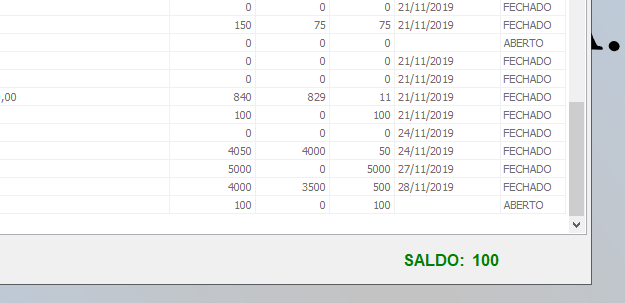 0 0 0 21/11/2019 FECHADO
150 75 75 21/11/2019 FECHADO
0 0 0 ABERTO
0 0 0 21/11/2019 FECHADO
0 0 0 21/11/2019 FECHADO
,00 840 829 11 21/11/2019 FECHADO
100 0 100 21/11/2019 FECHADO
0 0 0 24/11/2019 FECHADO
4050 4000 50 24/11/2019 FECHADO
5000 0 5000 27/11/2019 FECHADO
4000 3500 500 28/11/2019 FECHADO
100 0 100 ABERTO
SALDO: 100